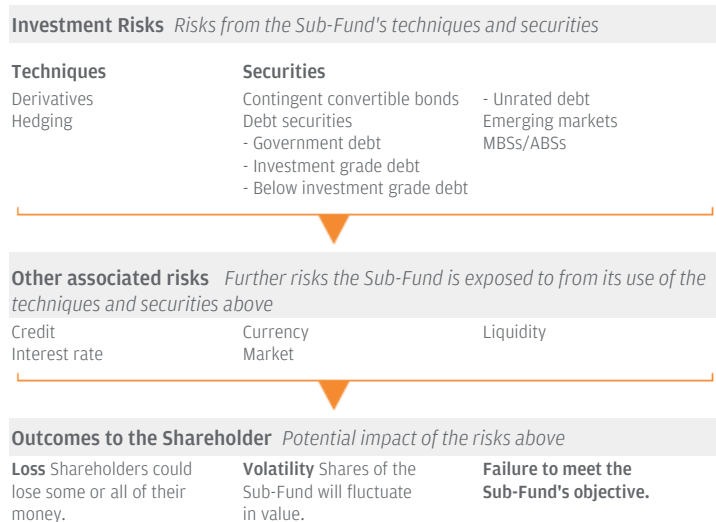 Investment Risks Risks from the Sub-Fund's techniques and securities
Techniques
Derivatives
Hedging
Securities
Contingent convertible bonds
Debt securities
- Government debt
- Investment grade debt
- Below investment grade debt
- Unrated debt
Emerging markets
MBSs/ABSs
Other associated risks Further risks the Sub-Fund is exposed to from its use of the
techniques and securities above
Credit
Interest rate
Currency
Market
Liquidity
Outcomes to the Shareholder Potential impact of the risks above
Loss Shareholders could
lose some or all of their
money.
Volatility Shares of the
Sub-Fund will fluctuate
in value.
Failure to meet the
Sub-Fund's objective.